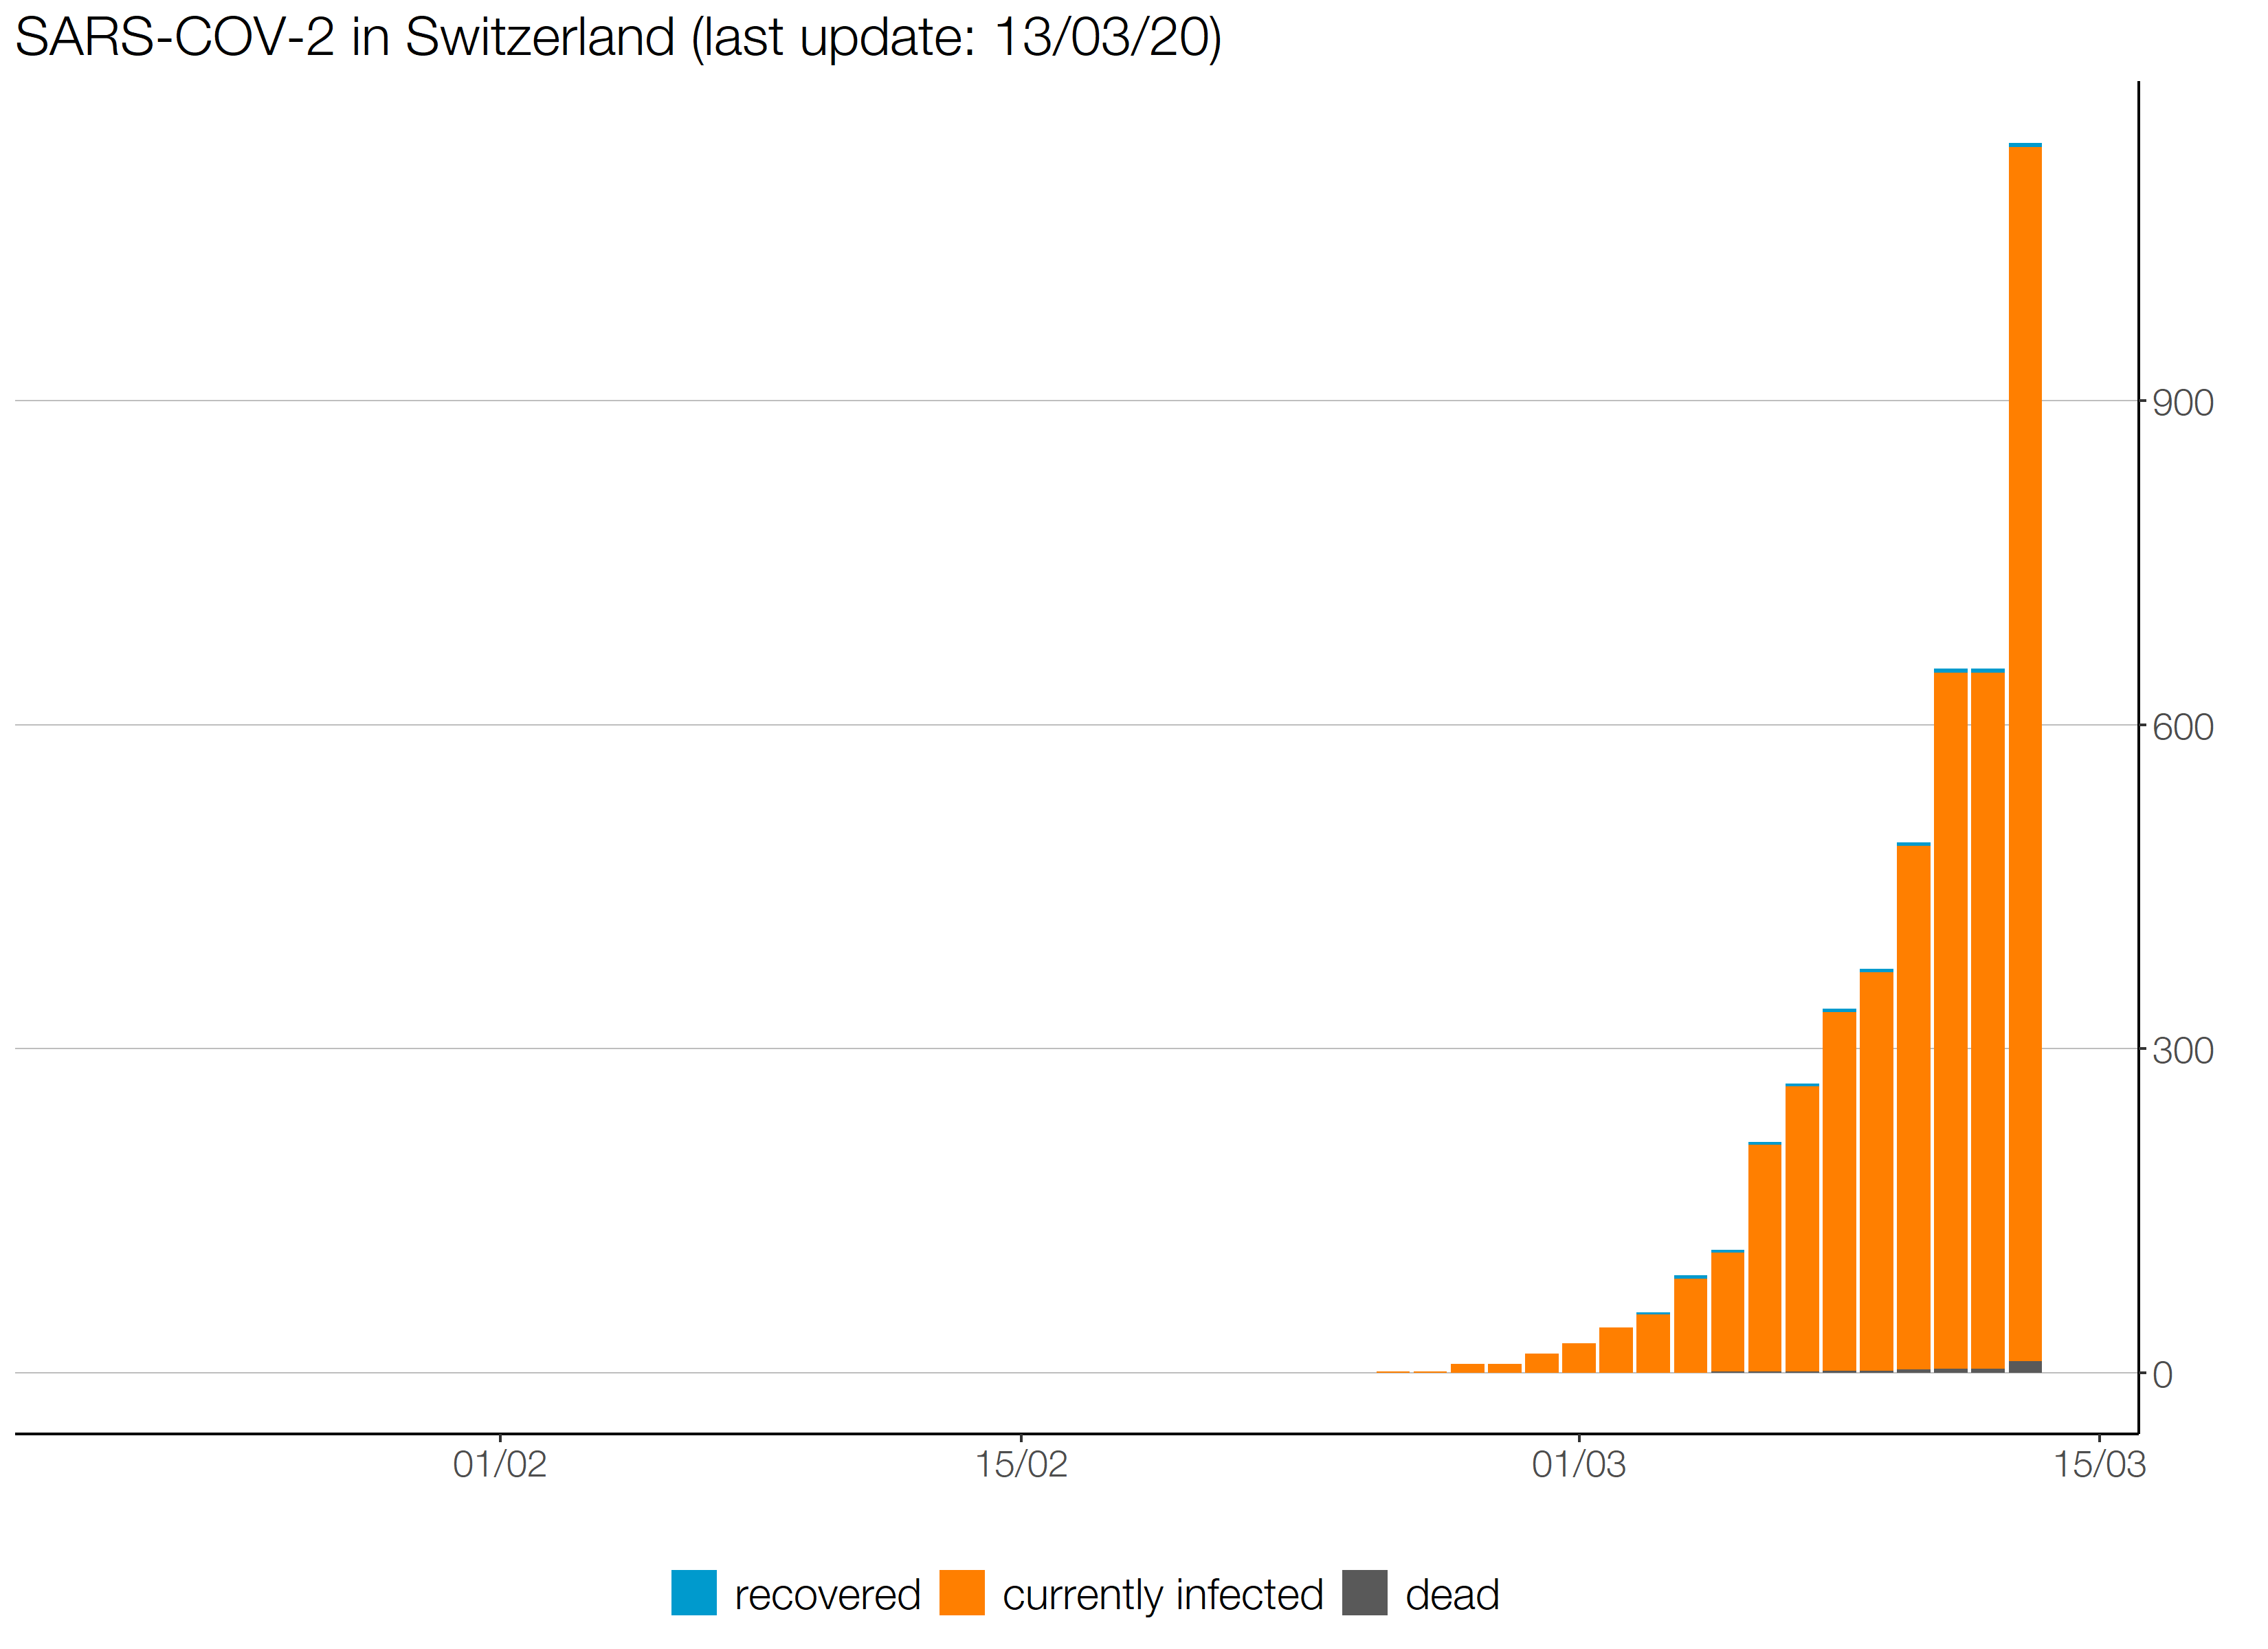 SARS-COV-2 in Switzerland (last update: 13/03/20)
900
600
300
0
01/02 15/02 01/03 15/03
recovered currently infected dead